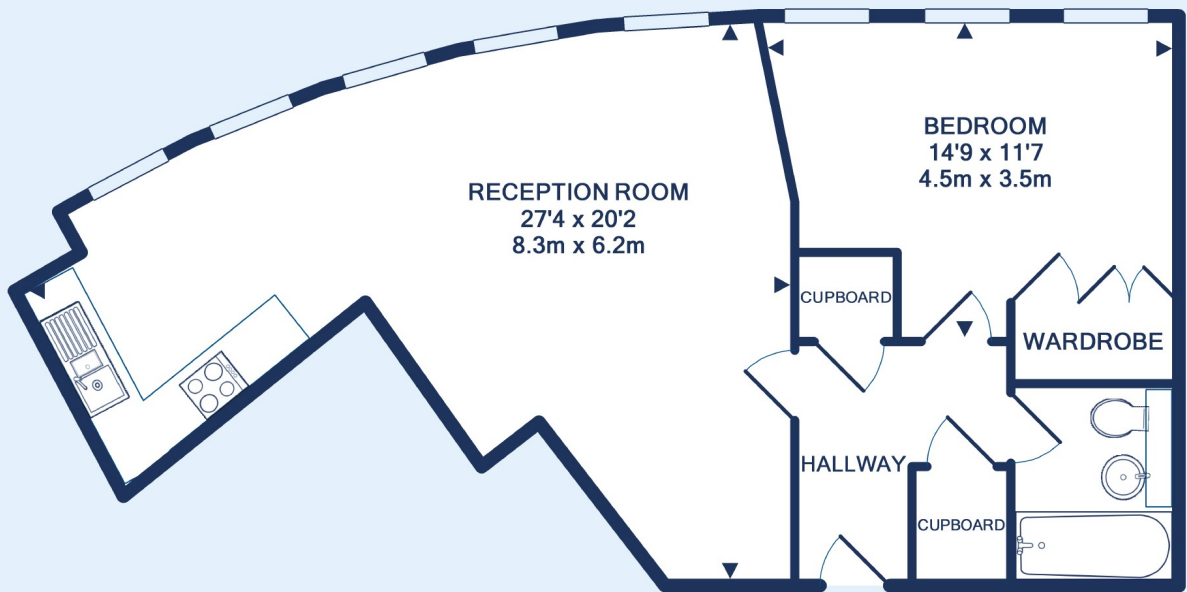 RECEPTION ROOM
27'4 x 20'2
8.3m x 6.2m
BEDROOM
14'9 x 11'7
4.5m x 3.5m
CUPBOARD
WARDROBE
HALLWAY
CUPBOARD